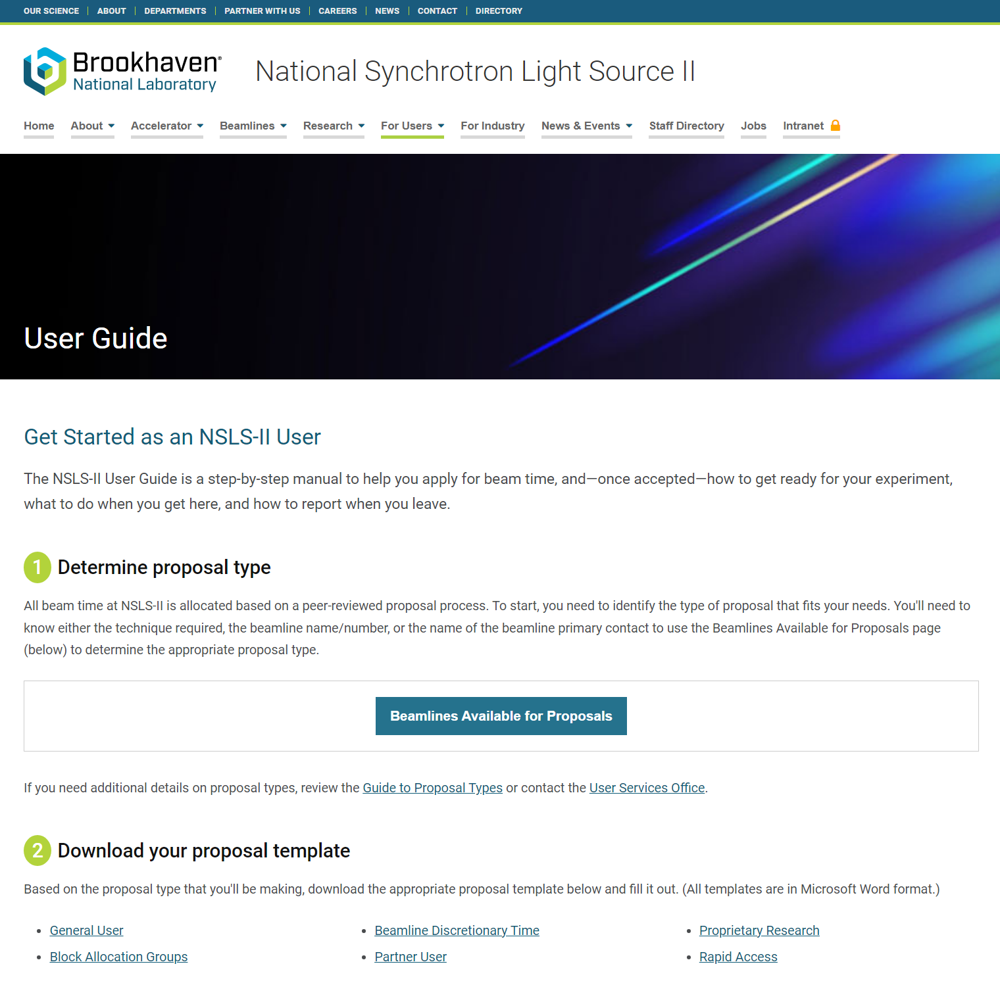 OUR SCIENCE ABOUT DEPARTMENTS PARTNER WITH US CAREERS NEWS CONTACT DIRECTORY
Brookhaven®
National Laboratory
National Synchrotron Light Source II
Home About Accelerator Beamlines Research For Users For Industry News & Events Staff Directory Jobs Intranet
User Guide
Get Started as an NSLS-II User
The NSLS-II User Guide is a step-by-step manual to help you apply for beam time, and—once accepted—how to get ready for your experiment,
what to do when you get here, and how to report when you leave.
1 Determine proposal type
All beam time at NSLS-II is allocated based on a peer-reviewed proposal process. To start, you need to identify the type of proposal that fits your needs. You'll need to
know either the technique required, the beamline name/number, or the name of the beamline primary contact to use the Beamlines Available for Proposals page
(below) to determine the appropriate proposal type.
Beamlines Available for Proposals
If you need additional details on proposal types, review the Guide to Proposal Types or contact the User Services Office.
2 Download your proposal template
Based on the proposal type that you'll be making, download the appropriate proposal template below and fill it out. (All templates are in Microsoft Word format.)
• General User • Beamline Discretionary Time • Proprietary Research
• Block Allocation Groups • Partner User • Rapid Access